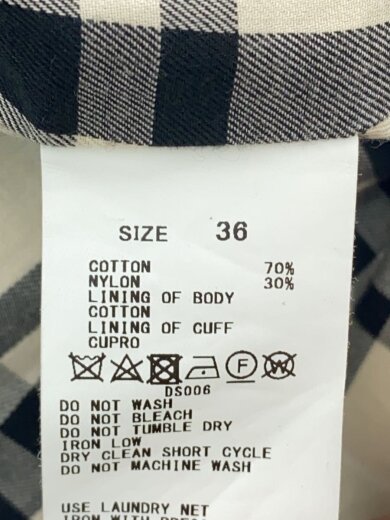 SIZE 36
COTTON 70%
NYLON 30%
LINING OF BODY
COTTON
LINING OF CUFF
CUPRO
F W
DS006
DO NOT WASH
DO NOT BLEACH
DO NOT TUMBLE DRY
IRON LOW
DRY CLEAN SHORT CYCLE
DO NOT MACHINE WASH
USE LAUNDRY NET
IRON WITH